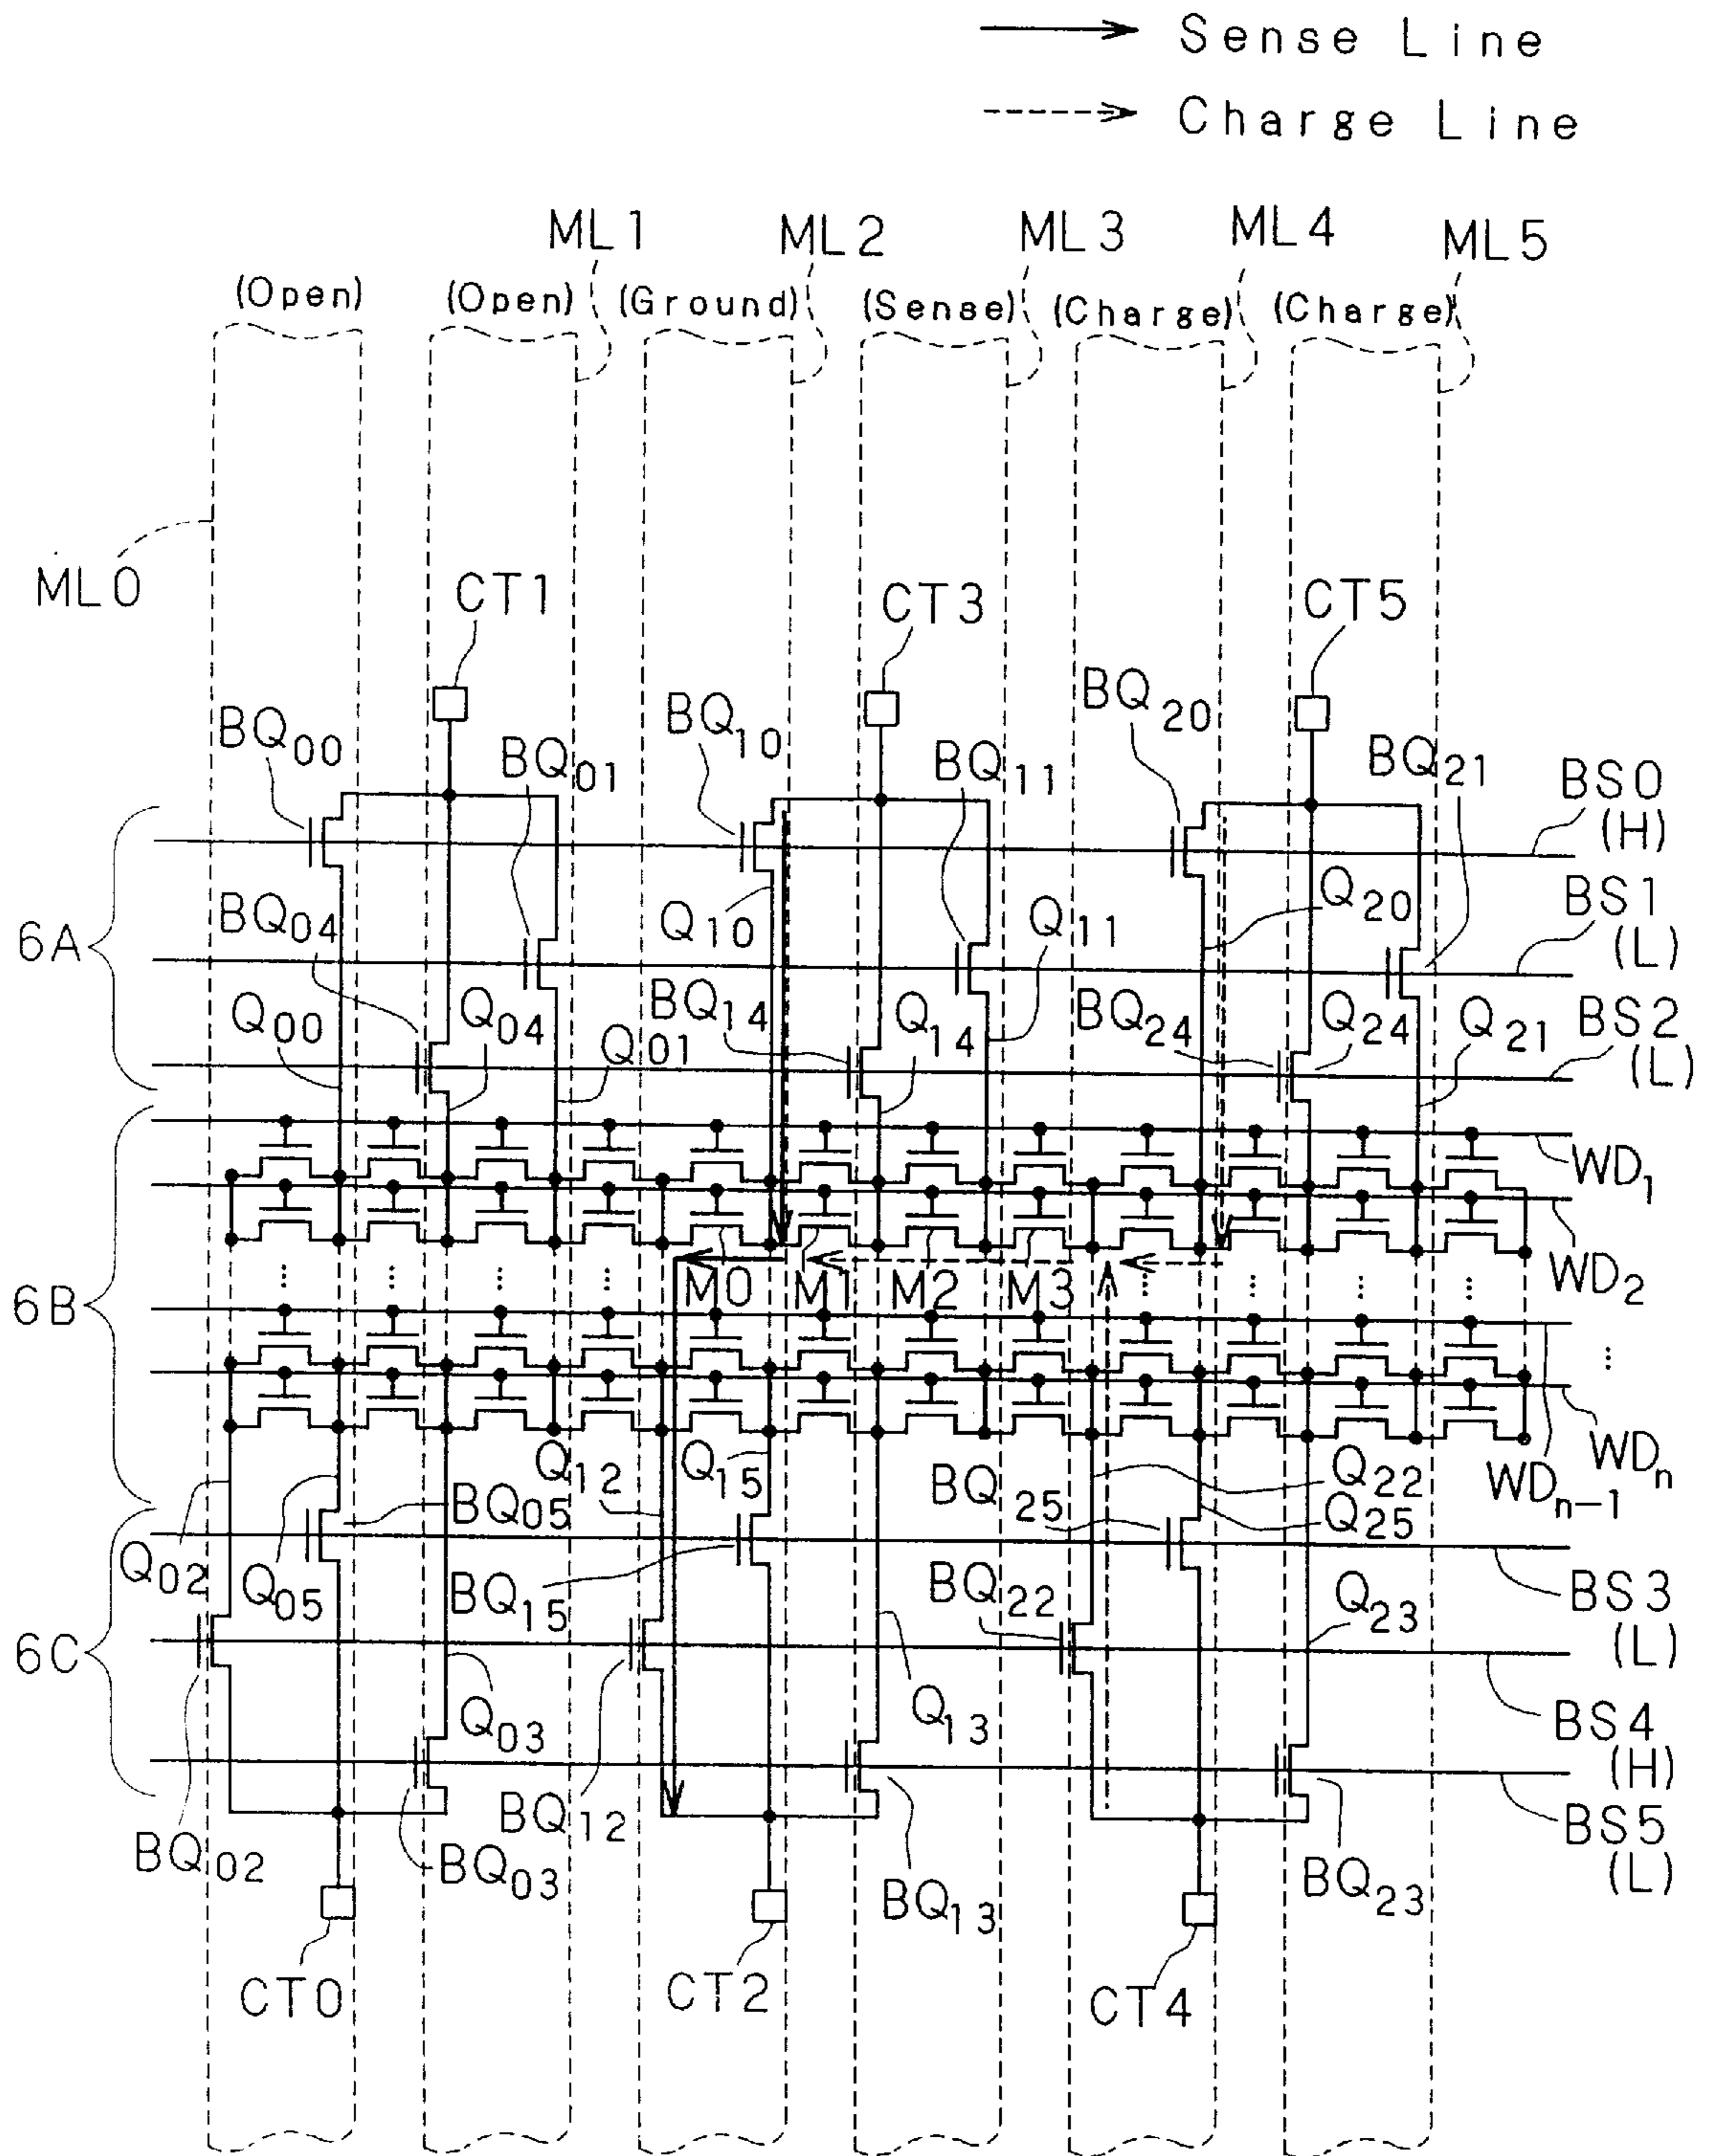 Sense Line
Charge Line
ML1
ML2
ML3
ML4
ML5
(Open)
(Open)
(Ground)
(Sense)
(Charge)
(Charge)
ML0
CT1
CT3
CT5
BQ00
BQ01
BQ10
BQ11
BQ20
BQ21
BS0
(H)
6A
BQ04
Q10
Q11
Q20
BS1
(L)
Q00
Q04
Q01
BQ14
Q14
BQ24
Q24
Q21
BS2
(L)
WD1
6B
M0
M1
M2
M3
WD2
Q12
Q15
Q22
WDn
WDn-1
BQ05
BQ25
Q25
Q02
Q05
BQ15
BQ22
Q23
BS3
(L)
6C
Q03
Q13
BS4
(H)
BQ02
BQ03
BQ12
BQ13
BQ23
BS5
(L)
CT0
CT2
CT4